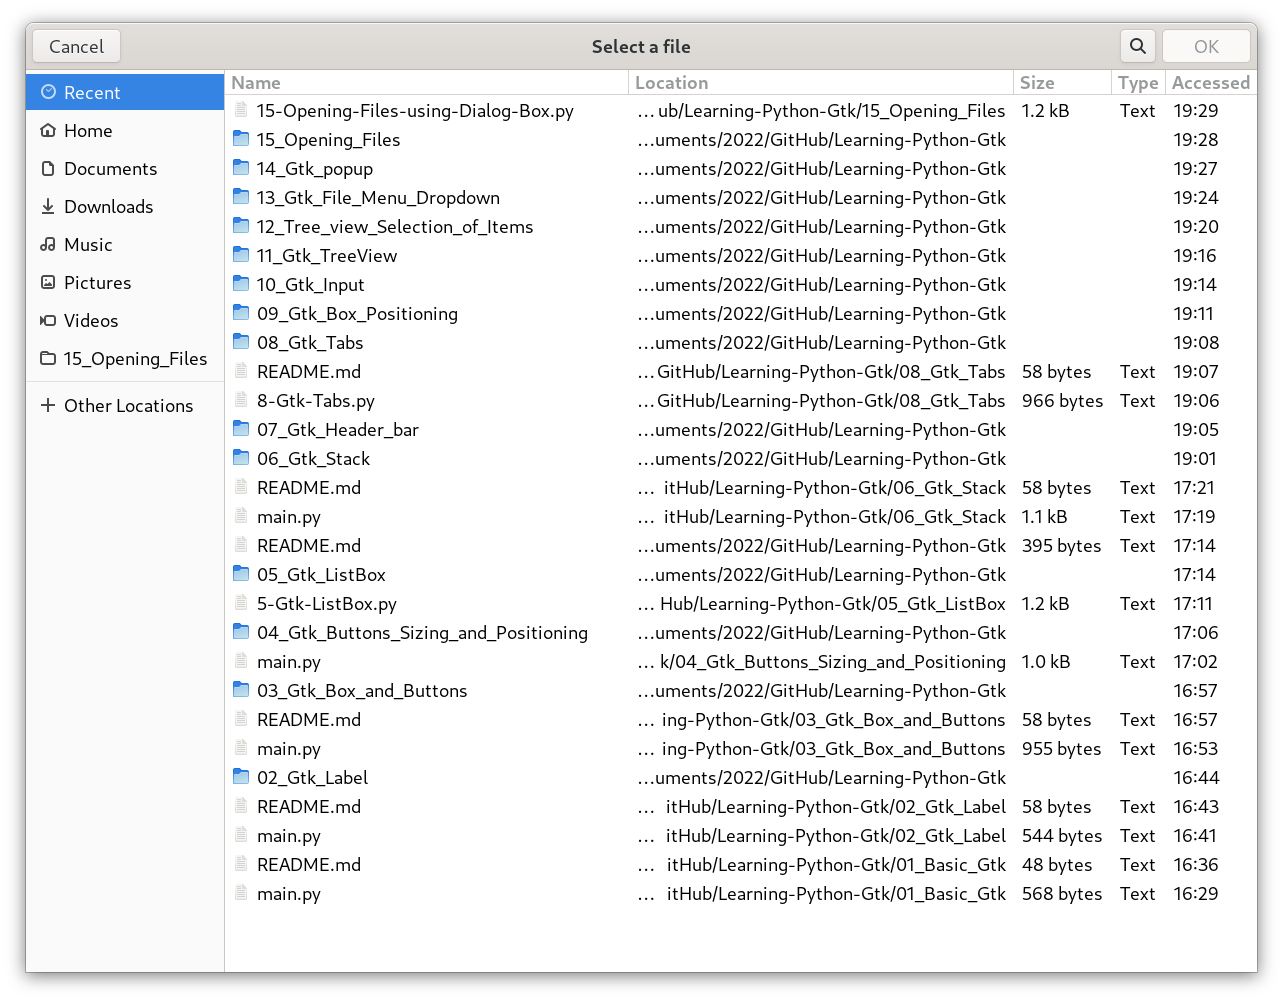 Cancel Select a file OK
Recent
Home
Documents
Downloads
Music
Pictures
Videos
15_Opening_Files
Other Locations
Name Location Size Type Accessed
15-Opening-Files-using-Dialog-Box.py …ub/Learning-Python-Gtk/15_Opening_Files 1.2 kB Text 19:29
15_Opening_Files …uments/2022/GitHub/Learning-Python-Gtk 19:28
14_Gtk_popup …uments/2022/GitHub/Learning-Python-Gtk 19:27
13_Gtk_File_Menu_Dropdown …uments/2022/GitHub/Learning-Python-Gtk 19:24
12_Tree_view_Selection_of_Items …uments/2022/GitHub/Learning-Python-Gtk 19:20
11_Gtk_TreeView …uments/2022/GitHub/Learning-Python-Gtk 19:16
10_Gtk_Input …uments/2022/GitHub/Learning-Python-Gtk 19:14
09_Gtk_Box_Positioning …uments/2022/GitHub/Learning-Python-Gtk 19:11
08_Gtk_Tabs …uments/2022/GitHub/Learning-Python-Gtk 19:08
README.md …GitHub/Learning-Python-Gtk/08_Gtk_Tabs 58 bytes Text 19:07
8-Gtk-Tabs.py …GitHub/Learning-Python-Gtk/08_Gtk_Tabs 966 bytes Text 19:06
07_Gtk_Header_bar …uments/2022/GitHub/Learning-Python-Gtk 19:05
06_Gtk_Stack …uments/2022/GitHub/Learning-Python-Gtk 19:01
README.md …itHub/Learning-Python-Gtk/06_Gtk_Stack 58 bytes Text 17:21
main.py …itHub/Learning-Python-Gtk/06_Gtk_Stack 1.1 kB Text 17:19
README.md …uments/2022/GitHub/Learning-Python-Gtk 395 bytes Text 17:14
05_Gtk_ListBox …uments/2022/GitHub/Learning-Python-Gtk 17:14
5-Gtk-ListBox.py …Hub/Learning-Python-Gtk/05_Gtk_ListBox 1.2 kB Text 17:11
04_Gtk_Buttons_Sizing_and_Positioning …uments/2022/GitHub/Learning-Python-Gtk 17:06
main.py …k/04_Gtk_Buttons_Sizing_and_Positioning 1.0 kB Text 17:02
03_Gtk_Box_and_Buttons …uments/2022/GitHub/Learning-Python-Gtk 16:57
README.md …ing-Python-Gtk/03_Gtk_Box_and_Buttons 58 bytes Text 16:57
main.py …ing-Python-Gtk/03_Gtk_Box_and_Buttons 955 bytes Text 16:53
02_Gtk_Label …uments/2022/GitHub/Learning-Python-Gtk 16:44
README.md …itHub/Learning-Python-Gtk/02_Gtk_Label 58 bytes Text 16:43
main.py …itHub/Learning-Python-Gtk/02_Gtk_Label 544 bytes Text 16:41
README.md …itHub/Learning-Python-Gtk/01_Basic_Gtk 48 bytes Text 16:36
main.py …itHub/Learning-Python-Gtk/01_Basic_Gtk 568 bytes Text 16:29